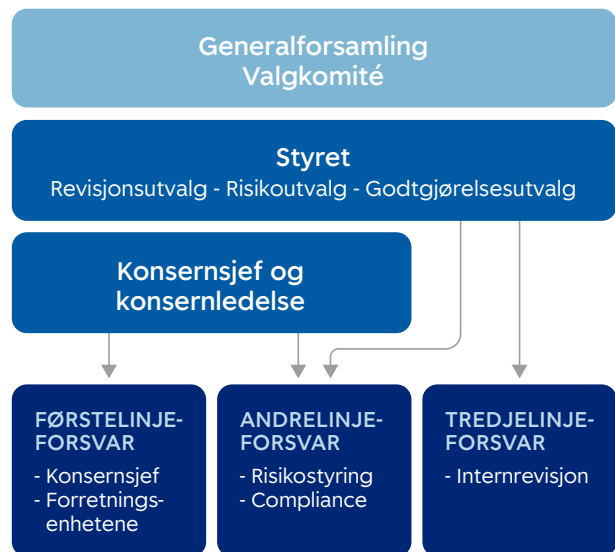 Generalforsamling
Valgkomité
Styret
Revisjonsutvalg - Risikoutvalg - Godtgjørelsesutvalg
Konsernsjef og
konsernledelse
FØRSTELINJE-
FORSVAR
- Konsernsjef
- Forretnings-
enhetene
ANDRELINJE-
FORSVAR
- Risikostyring
- Compliance
TREDJELINJE-
FORSVAR
- Internrevisjon